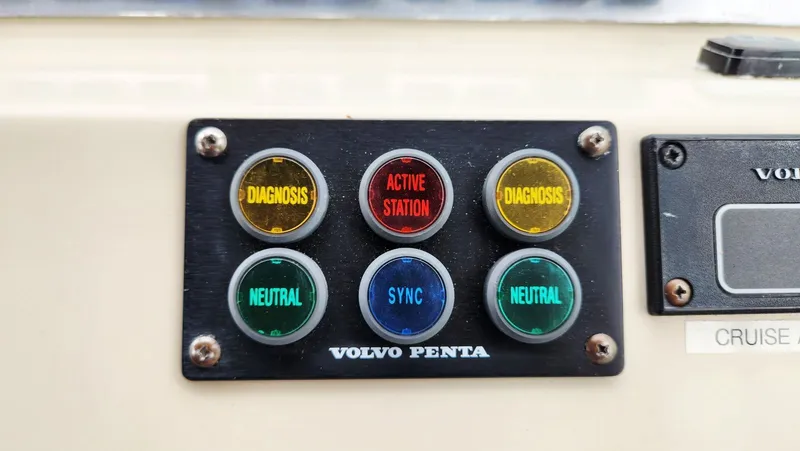 DIAGNOSIS
ACTIVE
STATION
DIAGNOSIS
NEUTRAL
SYNC
NEUTRAL
VOLVO PENTA
CRUISE